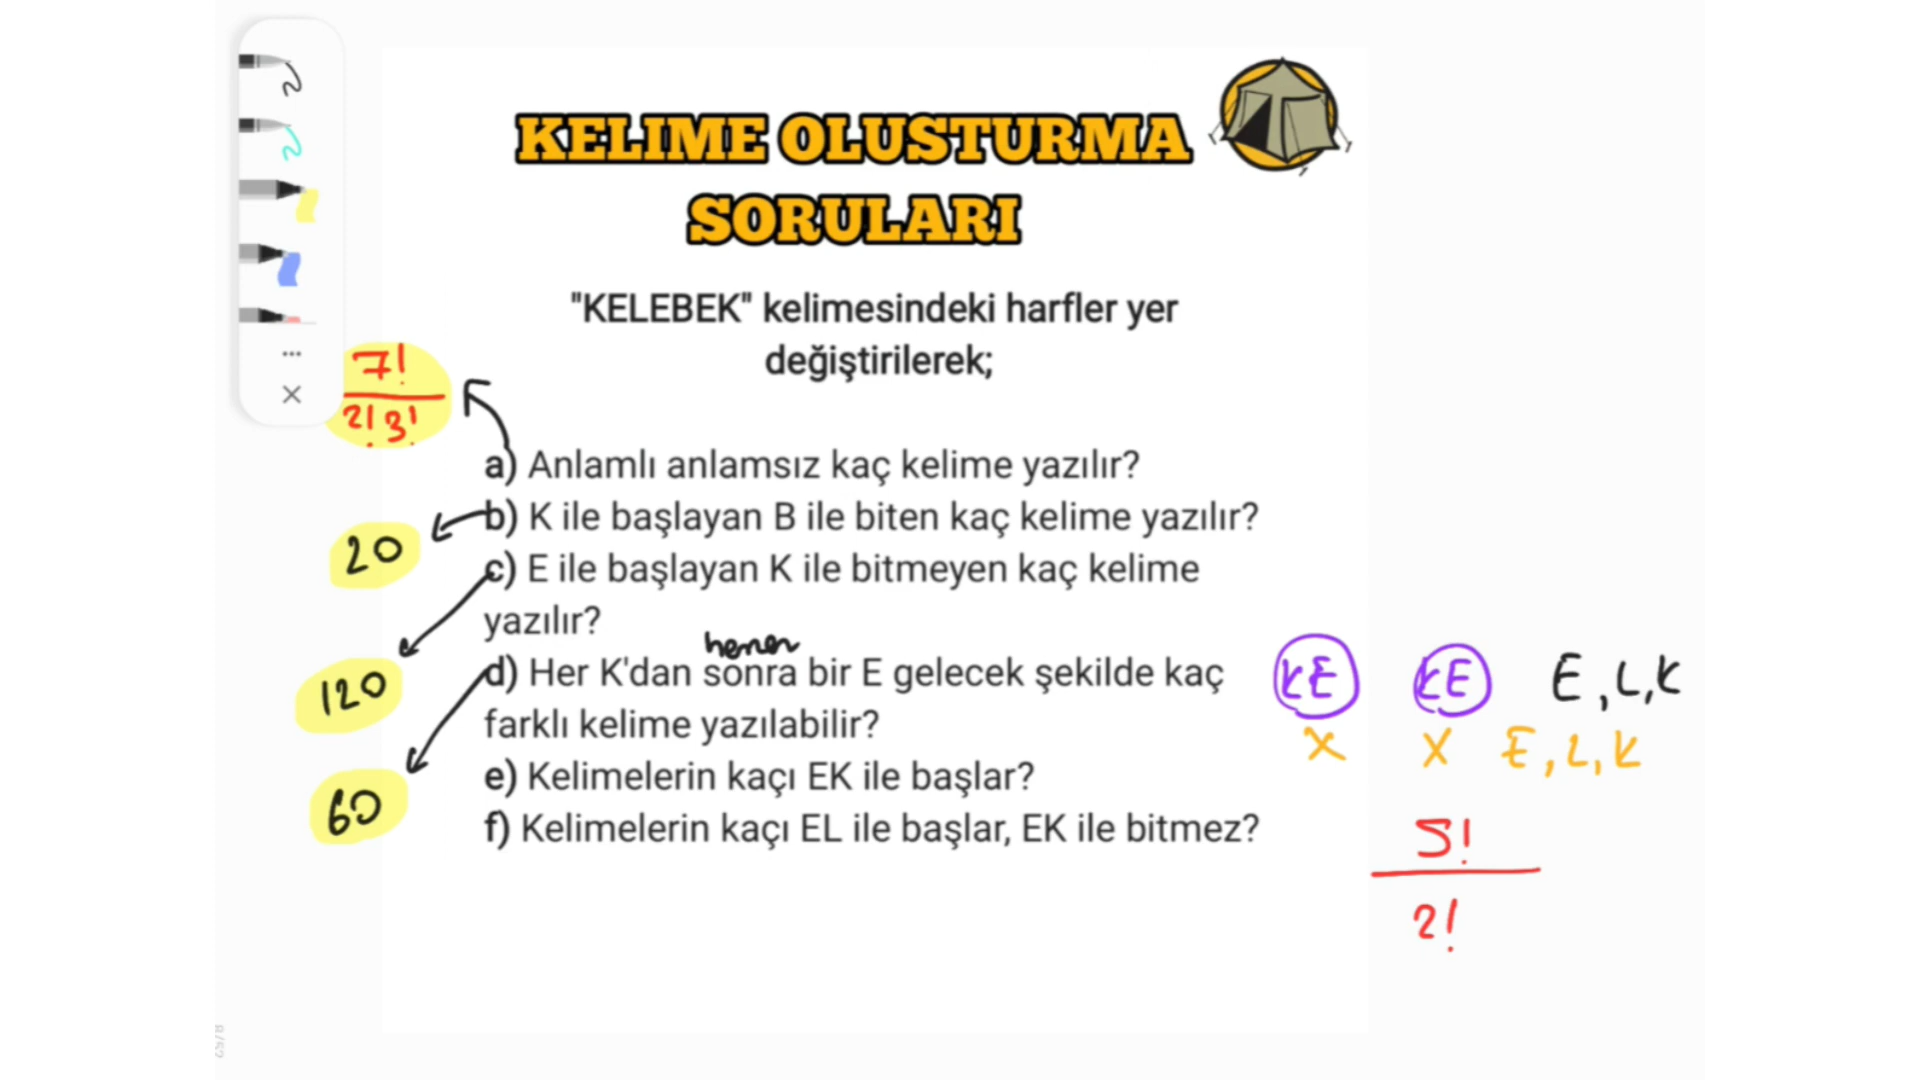 KELIME OLUSTURMA
SORULARI
"KELEBEK" kelimesindeki harfler yer
değiştirilerek;
7!
2! 3!
a) Anlamlı anlamsız kaç kelime yazılır?
b) K ile başlayan B ile biten kaç kelime yazılır?
20
c) E ile başlayan K ile bitmeyen kaç kelime
yazılır?
120
hemen
d) Her K'dan sonra bir E gelecek şekilde kaç
farklı kelime yazılabilir?
60
e) Kelimelerin kaçı EK ile başlar?
f) Kelimelerin kaçı EL ile başlar, EK ile bitmez?
KE KE E, L, K
X X E, L, K
5!
2!